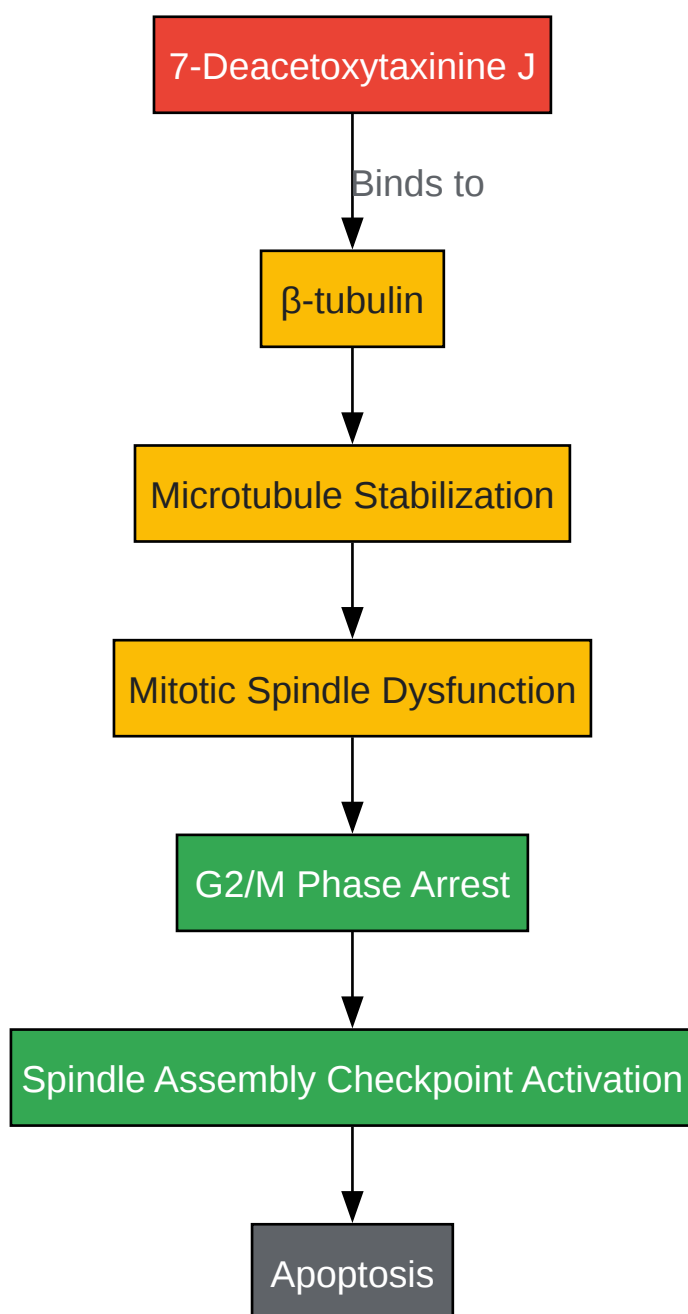 7-Deacetoxytaxinine J
Binds to
β-tubulin
Microtubule Stabilization
Mitotic Spindle Dysfunction
G2/M Phase Arrest
Spindle Assembly Checkpoint Activation
Apoptosis